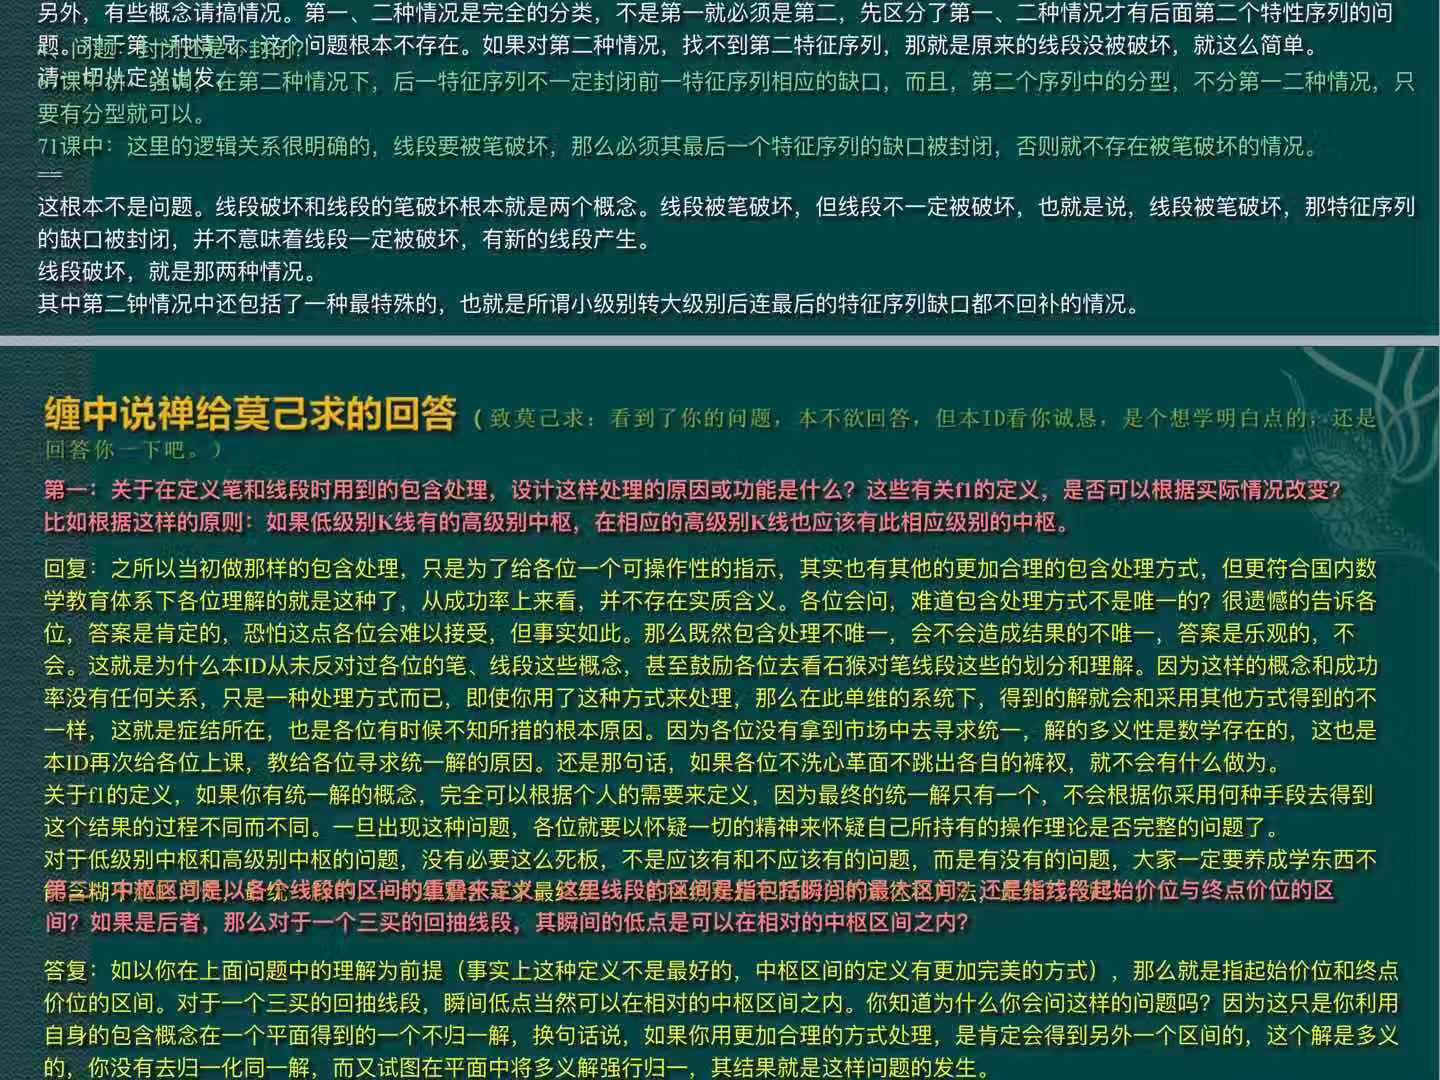 另外，有些概念请搞情况。第一、二种情况是完全的分类，不是第一就必须是第二，先区分了第一、二种情况才有后面第二个特性序列的问
题。对于第一种情况，这个问题根本不存在。如果对第二种情况，找不到第二特征序列，那就是原来的线段没被破坏，就这么简单。
问题：封闭还是不封闭？
请一切从定义出发。
67课中讲：强调，在第二种情况下，后一特征序列不一定封闭前一特征序列相应的缺口，而且，第二个序列中的分型，不分第一二种情况，只
要有分型就可以。
71课中：这里的逻辑关系很明确的，线段要被笔破坏，那么必须其最后一个特征序列的缺口被封闭，否则就不存在被笔破坏的情况。
==
这根本不是问题。线段破坏和线段的笔破坏根本就是两个概念。线段被笔破坏，但线段不一定被破坏，也就是说，线段被笔破坏，那特征序列
的缺口被封闭，并不意味着线段一定被破坏，有新的线段产生。
线段破坏，就是那两种情况。
其中第二钟情况中还包括了一种最特殊的，也就是所谓小级别转大级别后连最后的特征序列缺口都不回补的情况。
缠中说禅给莫己求的回答（致莫己求：看到了你的问题，本不欲回答，但本ID看你诚恳，是个想学明白点的，还是
回答你一下吧。）
第一：关于在定义笔和线段时用到的包含处理，设计这样处理的原因或功能是什么？这些有关f1的定义，是否可以根据实际情况改变？
比如根据这样的原则：如果低级别K线有的高级别中枢，在相应的高级别K线也应该有此相应级别的中枢。
回复：之所以当初做那样的包含处理，只是为了给各位一个可操作性的指示，其实也有其他的更加合理的包含处理方式，但更符合国内数
学教育体系下各位理解的就是这种了，从成功率上来看，并不存在实质含义。各位会问，难道包含处理方式不是唯一的？很遗憾的告诉各
位，答案是肯定的，恐怕这点各位会难以接受，但事实如此。那么既然包含处理不唯一，会不会造成结果的不唯一，答案是乐观的，不
会。这就是为什么本ID从未反对过各位的笔、线段这些概念，甚至鼓励各位去看石猴对笔线段这些的划分和理解。因为这样的概念和成功
率没有任何关系，只是一种处理方式而已，即使你用了这种方式来处理，那么在此单维的系统下，得到的解就会和采用其他方式得到的不
一样，这就是症结所在，也是各位有时候不知所措的根本原因。因为各位没有拿到市场中去寻求统一，解的多义性是数学存在的，这也是
本ID再次给各位上课，教给各位寻求统一解的原因。还是那句话，如果各位不洗心革面不跳出各自的裤衩，就不会有什么做为。
关于f1的定义，如果你有统一解的概念，完全可以根据个人的需要来定义，因为最终的统一解只有一个，不会根据你采用何种手段去得到
这个结果的过程不同而不同。一旦出现这种问题，各位就要以怀疑一切的精神来怀疑自己所持有的操作理论是否完整的问题了。
对于低级别中枢和高级别中枢的问题，没有必要这么死板，不是应该有和不应该有的问题，而是有没有的问题，大家一定要养成学东西不
第二：中枢区间是以各个线段的区间的重叠来定义，这里线段的区间是指包括瞬间的最大区间？还是指线段起始价位与终点价位的区
间？如果是后者，那么对于一个三买的回抽线段，其瞬间的低点是可以在相对的中枢区间之内？
答复：如以你在上面问题中的理解为前提（事实上这种定义不是最好的，中枢区间的定义有更加完美的方式），那么就是指起始价位和终点
价位的区间。对于一个三买的回抽线段，瞬间低点当然可以在相对的中枢区间之内。你知道为什么你会问这样的问题吗？因为这只是你利用
自身的包含概念在一个平面得到的一个不归一解，换句话说，如果你用更加合理的方式处理，是肯定会得到另外一个区间的，这个解是多义
的，你没有去归一化同一解，而又试图在平面中将多义解强行归一，其结果就是这样问题的发生。